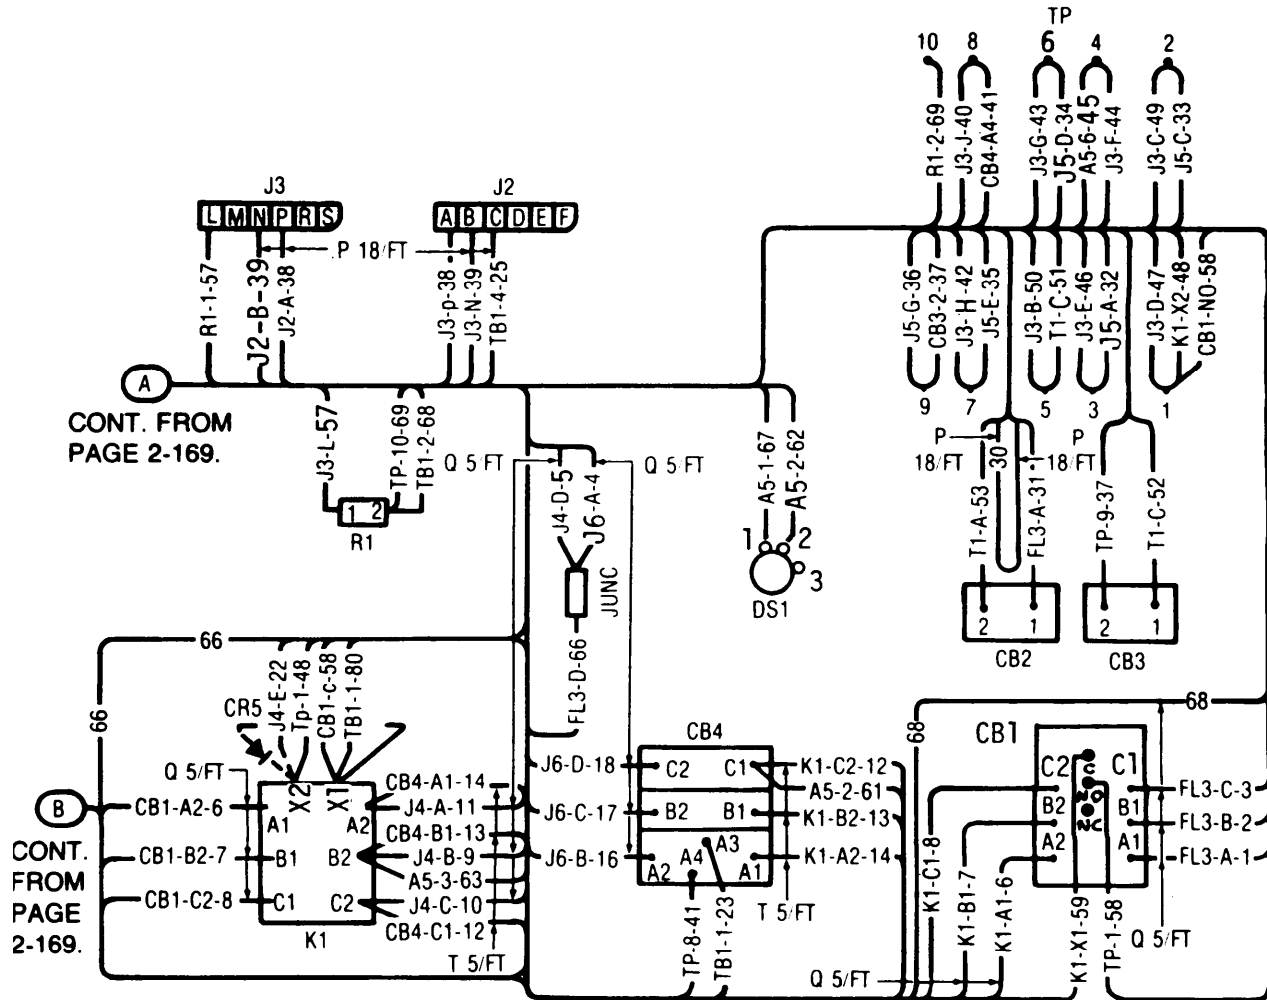 TP
10 8 6 4 2
R1-2-69
J3-J-40
CB4-A4-41
J3-G-43
J5-D-34
A5-6-45
J3-F-44
J3-C-49
J5-C-33
J3
L M N P R S
J2
A B C D E F
P 18/FT
R1-1-57
J2-B-39
J2-A-38
J3-p-38
J3-N-39
TB1-4-25
J5-G-36
CB3-2-37
J3-H-42
J5-E-35
J3-B-50
T1-C-51
J3-E-46
J5-A-32
J3-D-47
K1-X2-48
CB1-NO-58
9 7 5 3 1
A
CONT. FROM
PAGE 2-169.
J3-L-57
TP-10-69
TB1-2-68
1 2
R1
Q 5/FT
J4-D-5
J6-A-4
Q 5/FT
JUNC
FL3-D-66
A5-1-67
A5-2-62
1 2
3
DS1
P
18/FT
30
P
18/FT
T1-A-53
FL3-A-31
TP-9-37
T1-C-52
2 1
CB2
2 1
CB3
66
66
J4-E-22
Tp-1-48
CB1-c-58
TB1-1-80
CR5
Q 5/FT
B
CONT.
FROM
PAGE
2-169.
CB1-A2-6
CB1-B2-7
CB1-C2-8
X2 X1
A1 A2
B1 B2
C1 C2
K1
CB4-A1-14
J4-A-11
CB4-B1-13
J4-B-9
A5-3-63
J4-C-10
CB4-C1-12
T 5/FT
CB4
J6-D-18
J6-C-17
J6-B-16
C2 C1
B2 B1
A3
A4
A2 A1
K1-C2-12
A5-2-61
K1-B2-13
K1-A2-14
T 5/FT
TP-8-41
TB1-1-23
68
68
CB1
C2 C1
C
B2 NO B1
A2 NC A1
FL3-C-3
FL3-B-2
FL3-A-1
K1-C1-8
K1-B1-7
K1-A1-6
K1-X1-59
TP-1-58
Q 5/FT
Q 5/FT